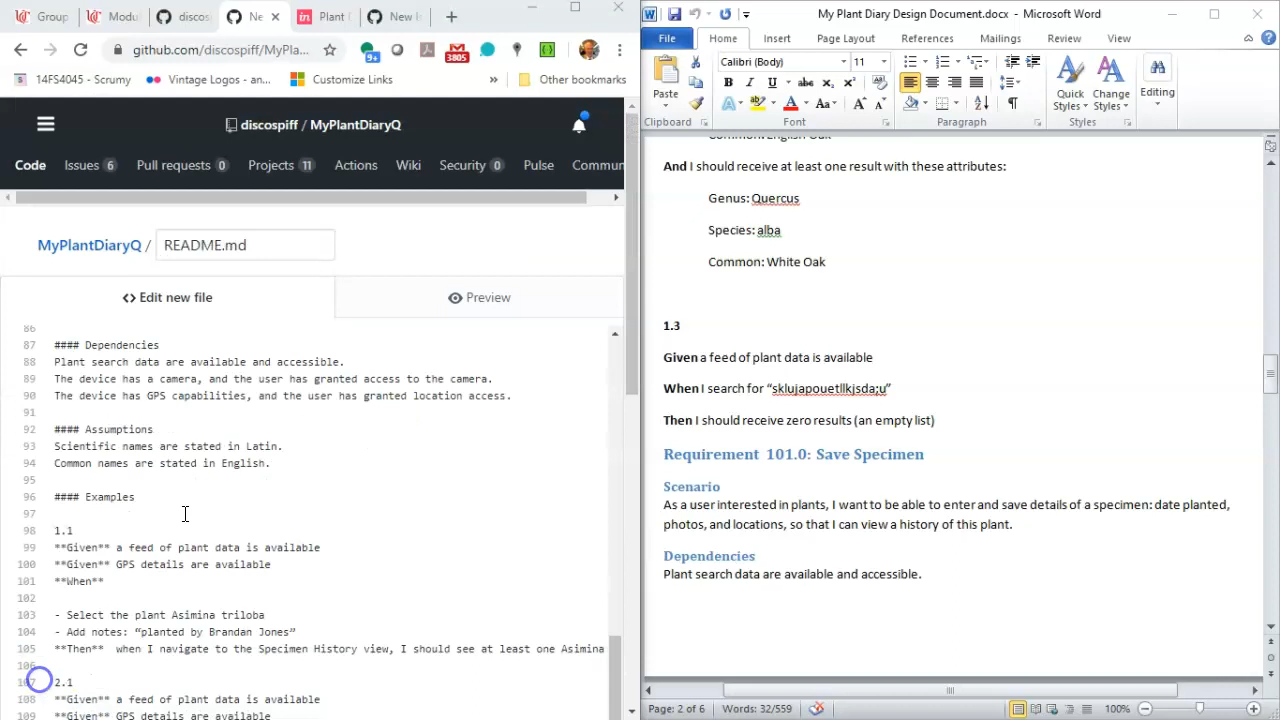 Group
Modu
discos
Ne
Plant
New I
github.com/discospiff/MyPla...
9+
3805
14FS4045 - Scrumy
Vintage Logos - an...
Customize Links
»
Other bookmarks
discospiff / MyPlantDiaryQ
Code
Issues 6
Pull requests 0
Projects 11
Actions
Wiki
Security 0
Pulse
Commun
MyPlantDiaryQ / README.md
<> Edit new file
Preview
86
87 #### Dependencies
88 Plant search data are available and accessible.
89 The device has a camera, and the user has granted access to the camera.
90 The device has GPS capabilities, and the user has granted location access.
91
92 #### Assumptions
93 Scientific names are stated in Latin.
94 Common names are stated in English.
95
96 #### Examples
97
98 1.1
99 **Given** a feed of plant data is available
100 **Given** GPS details are available
101 **When**
102
103 - Select the plant Asimina triloba
104 - Add notes: “planted by Brandan Jones”
105 **Then**  when I navigate to the Specimen History view, I should see at least one Asimina
106
107 2.1
108 **Given** a feed of plant data is available
109 **Given** GPS details are available
My Plant Diary Design Document.docx - Microsoft Word
File
Home
Insert
Page Layout
References
Mailings
Review
View
Paste
Clipboard
Calibri (Body)
11
Font
Paragraph
Quick Styles
Change Styles
Styles
Editing
Common: English Oak
And I should receive at least one result with these attributes:
Genus: Quercus
Species: alba
Common: White Oak
1.3
Given a feed of plant data is available
When I search for “sklujapouetllkjsda;u”
Then I should receive zero results (an empty list)
Requirement 101.0: Save Specimen
Scenario
As a user interested in plants, I want to be able to enter and save details of a specimen: date planted,
photos, and locations, so that I can view a history of this plant.
Dependencies
Plant search data are available and accessible.
Page: 2 of 6
Words: 32/559
100%